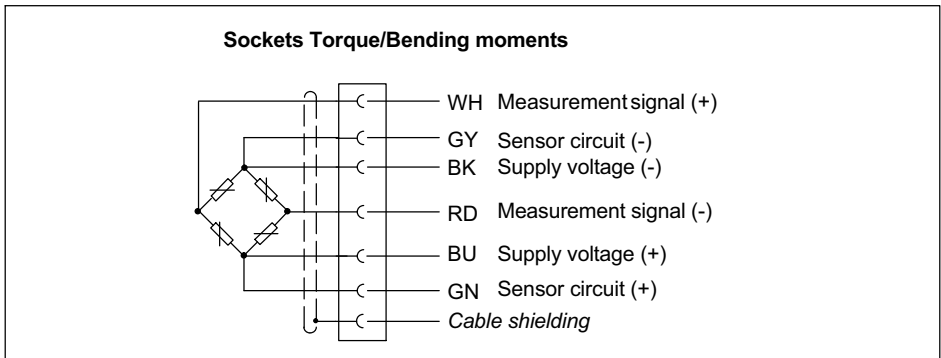 Sockets Torque/Bending moments
WH Measurement signal (+)
GY Sensor circuit (-)
BK Supply voltage (-)
RD Measurement signal (-)
BU Supply voltage (+)
GN Sensor circuit (+)
Cable shielding